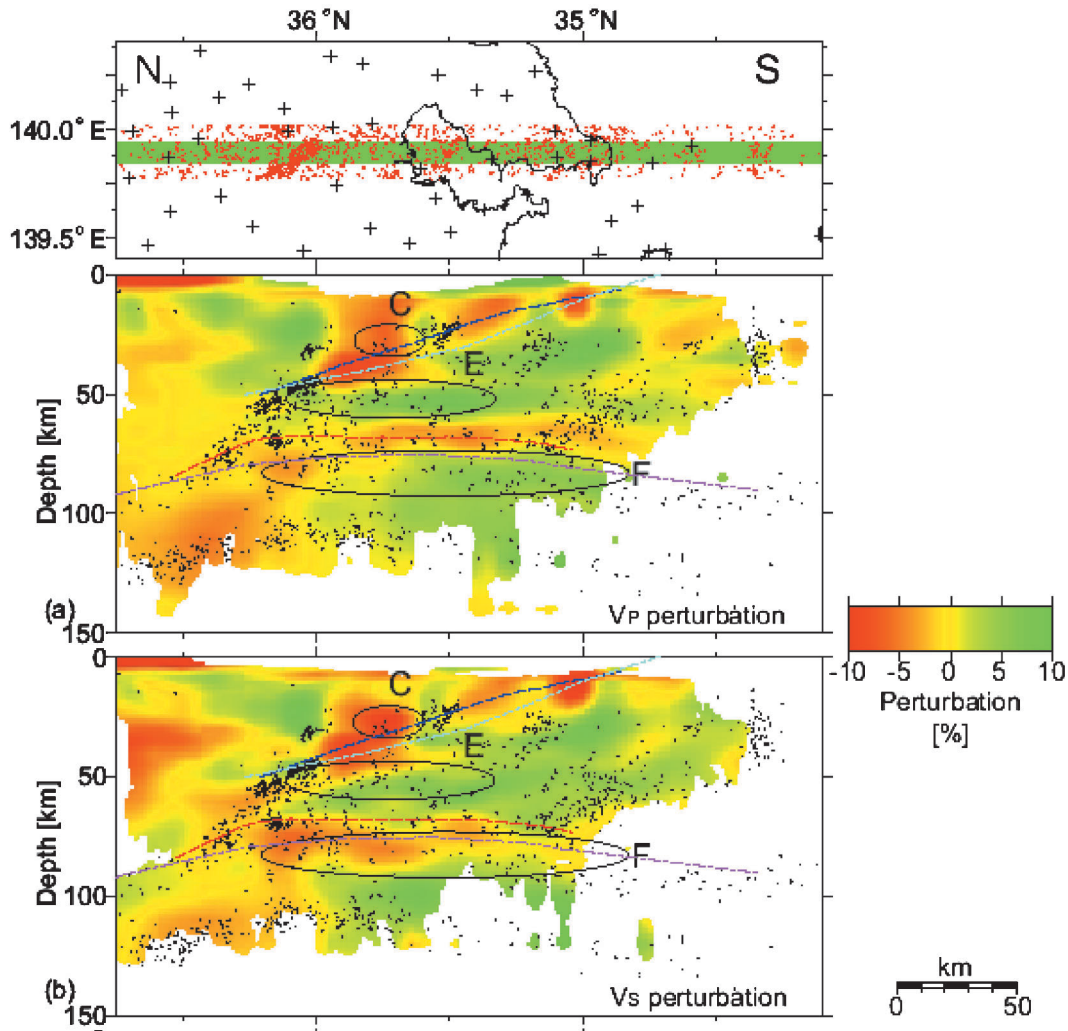 36°N 35°N
N S
140.0°E
139.5°E
0
C
E
50
F
100
Depth [km]
(a)
VP perturbation
150
0
C
E
50
F
100
Depth [km]
(b)
VS perturbation
150
-10 -5 0 5 10
Perturbation
[%]
km
0 50